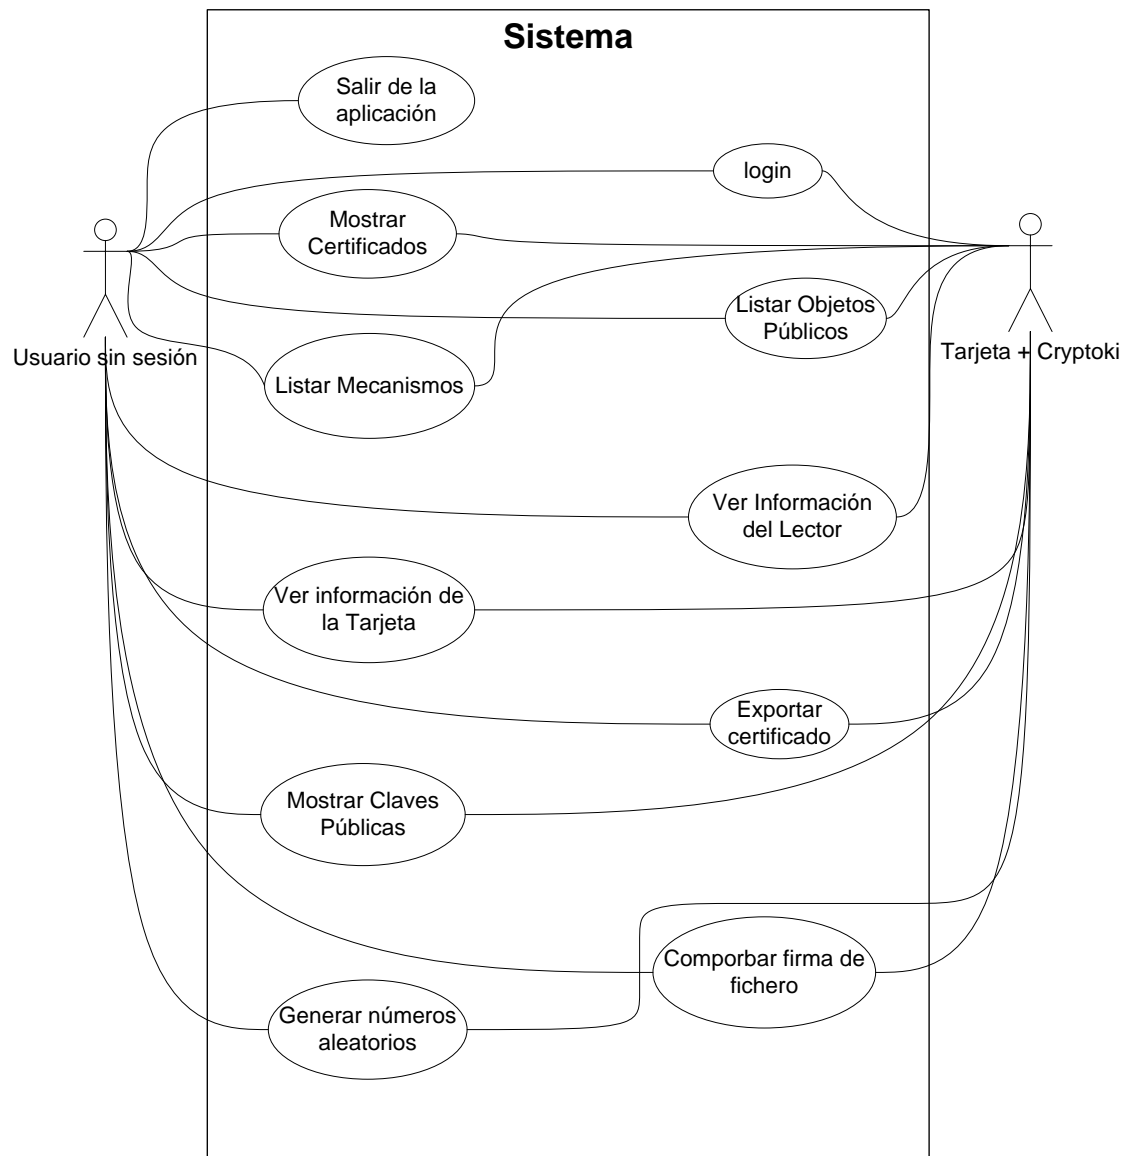 Sistema
Salir de la
aplicación
login
Mostrar
Certificados
Listar Objetos
Públicos
Usuario sin sesión
Tarjeta + Cryptoki
Listar Mecanismos
Ver Información
del Lector
Ver información de
la Tarjeta
Exportar
certificado
Mostrar Claves
Públicas
Comporbar firma de
fichero
Generar números
aleatorios